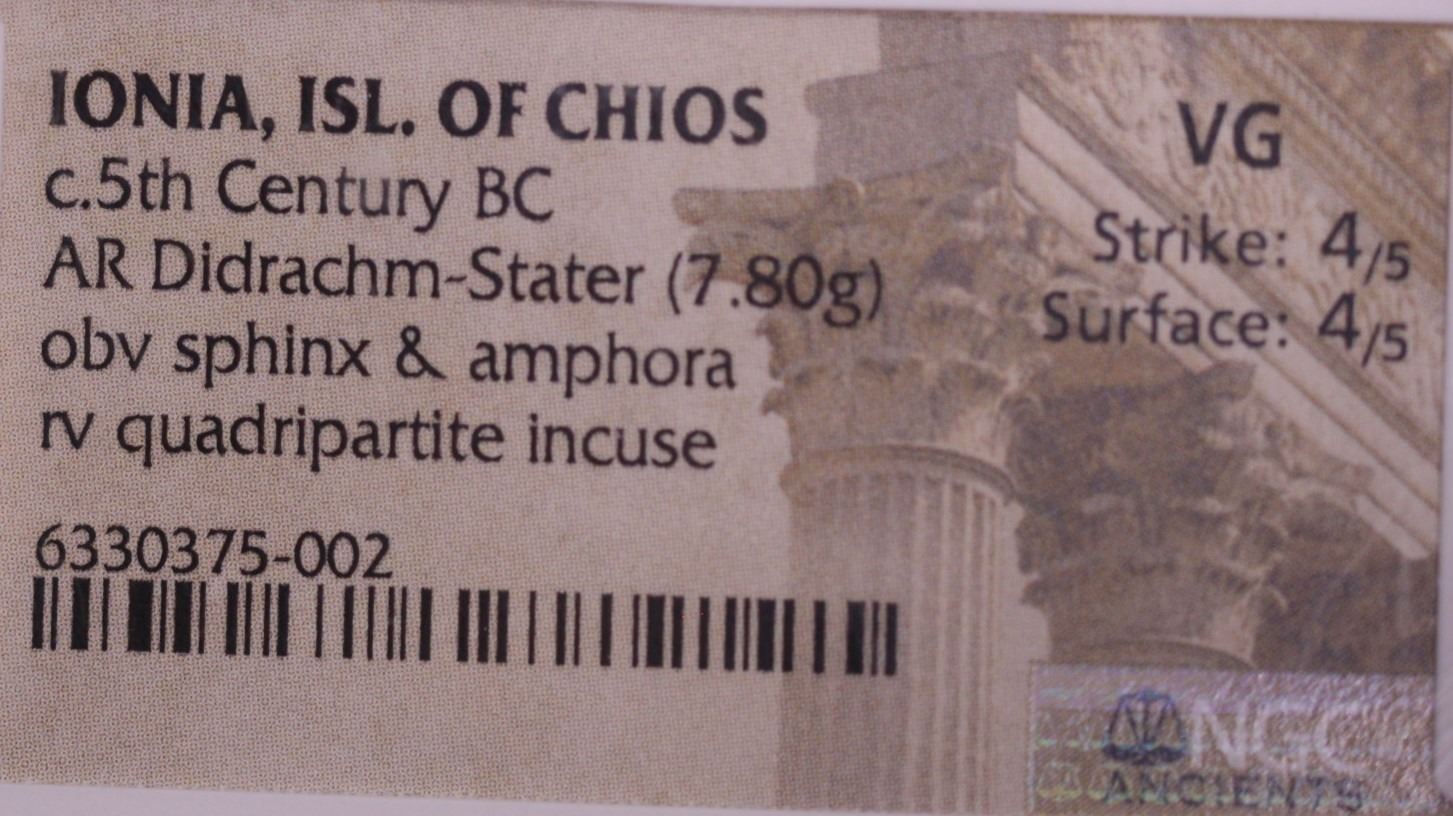 IONIA, ISL. OF CHIOS
c.5th Century BC
AR Didrachm-Stater (7.80g)
obv sphinx & amphora
rv quadripartite incuse
6330375-002
VG
Strike: 4/5
Surface: 4/5
NGC
ANCIENTS